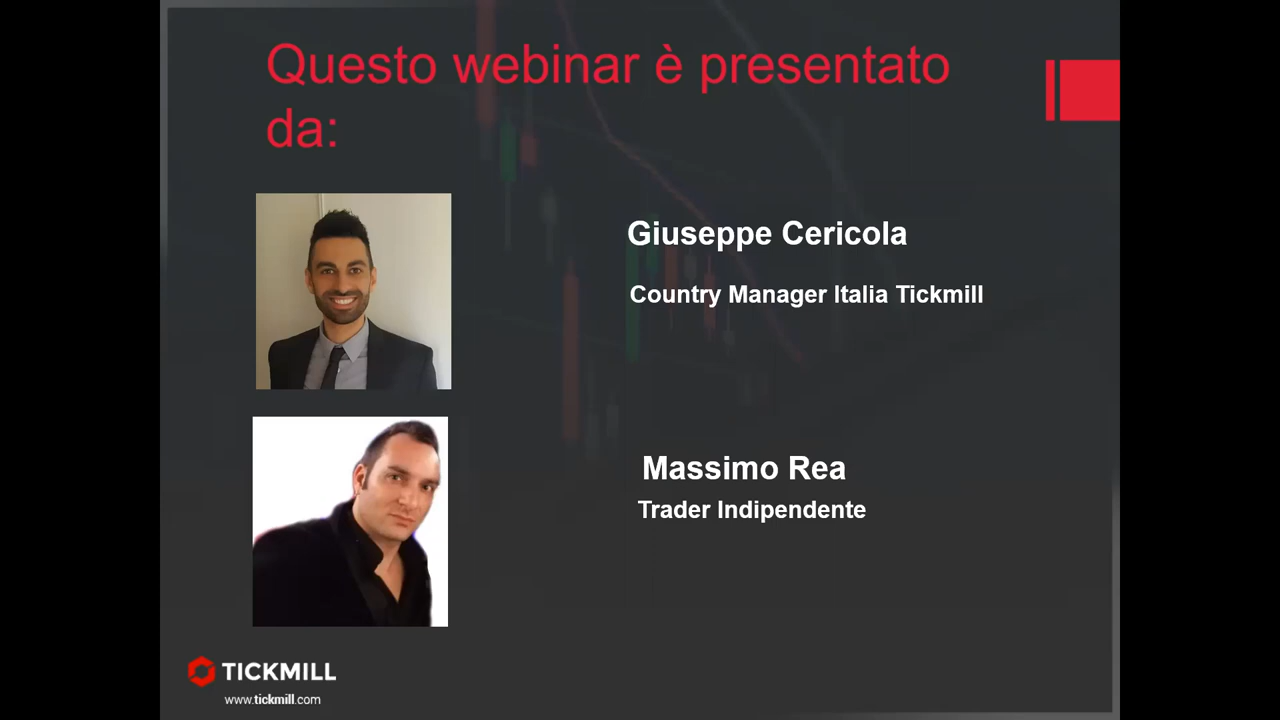 Questo webinar è presentato
da:
Giuseppe Cericola
Country Manager Italia Tickmill
Massimo Rea
Trader Indipendente
TICKMILL
www.tickmill.com